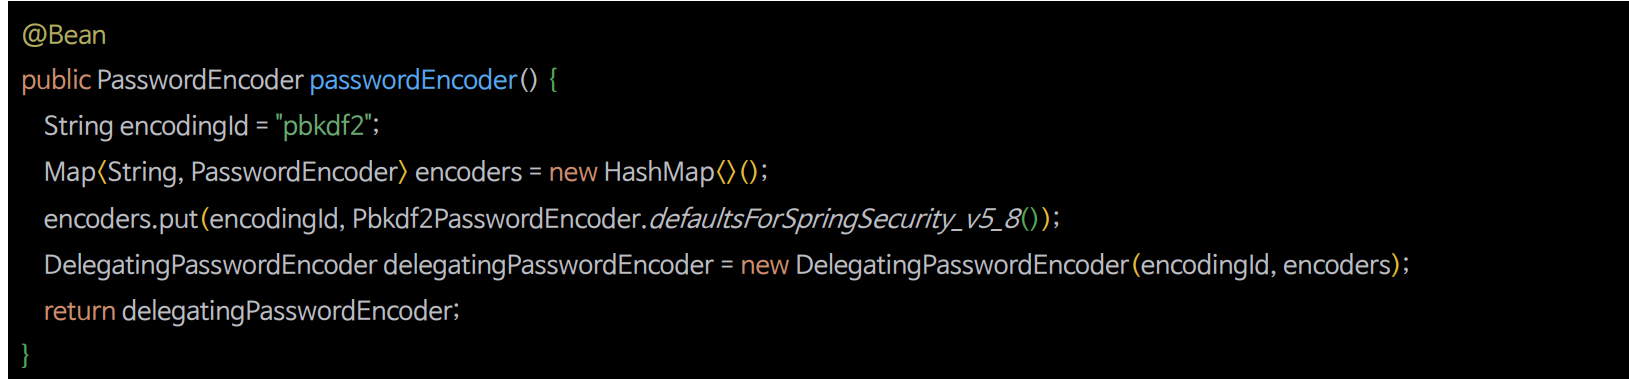 @Bean
public PasswordEncoder passwordEncoder() {
String encodingId = "pbkdf2";
Map<String, PasswordEncoder> encoders = new HashMap<>();
encoders.put(encodingId, Pbkdf2PasswordEncoder.defaultsForSpringSecurity_v5_8());
DelegatingPasswordEncoder delegatingPasswordEncoder = new DelegatingPasswordEncoder(encodingId, encoders);
return delegatingPasswordEncoder;
}